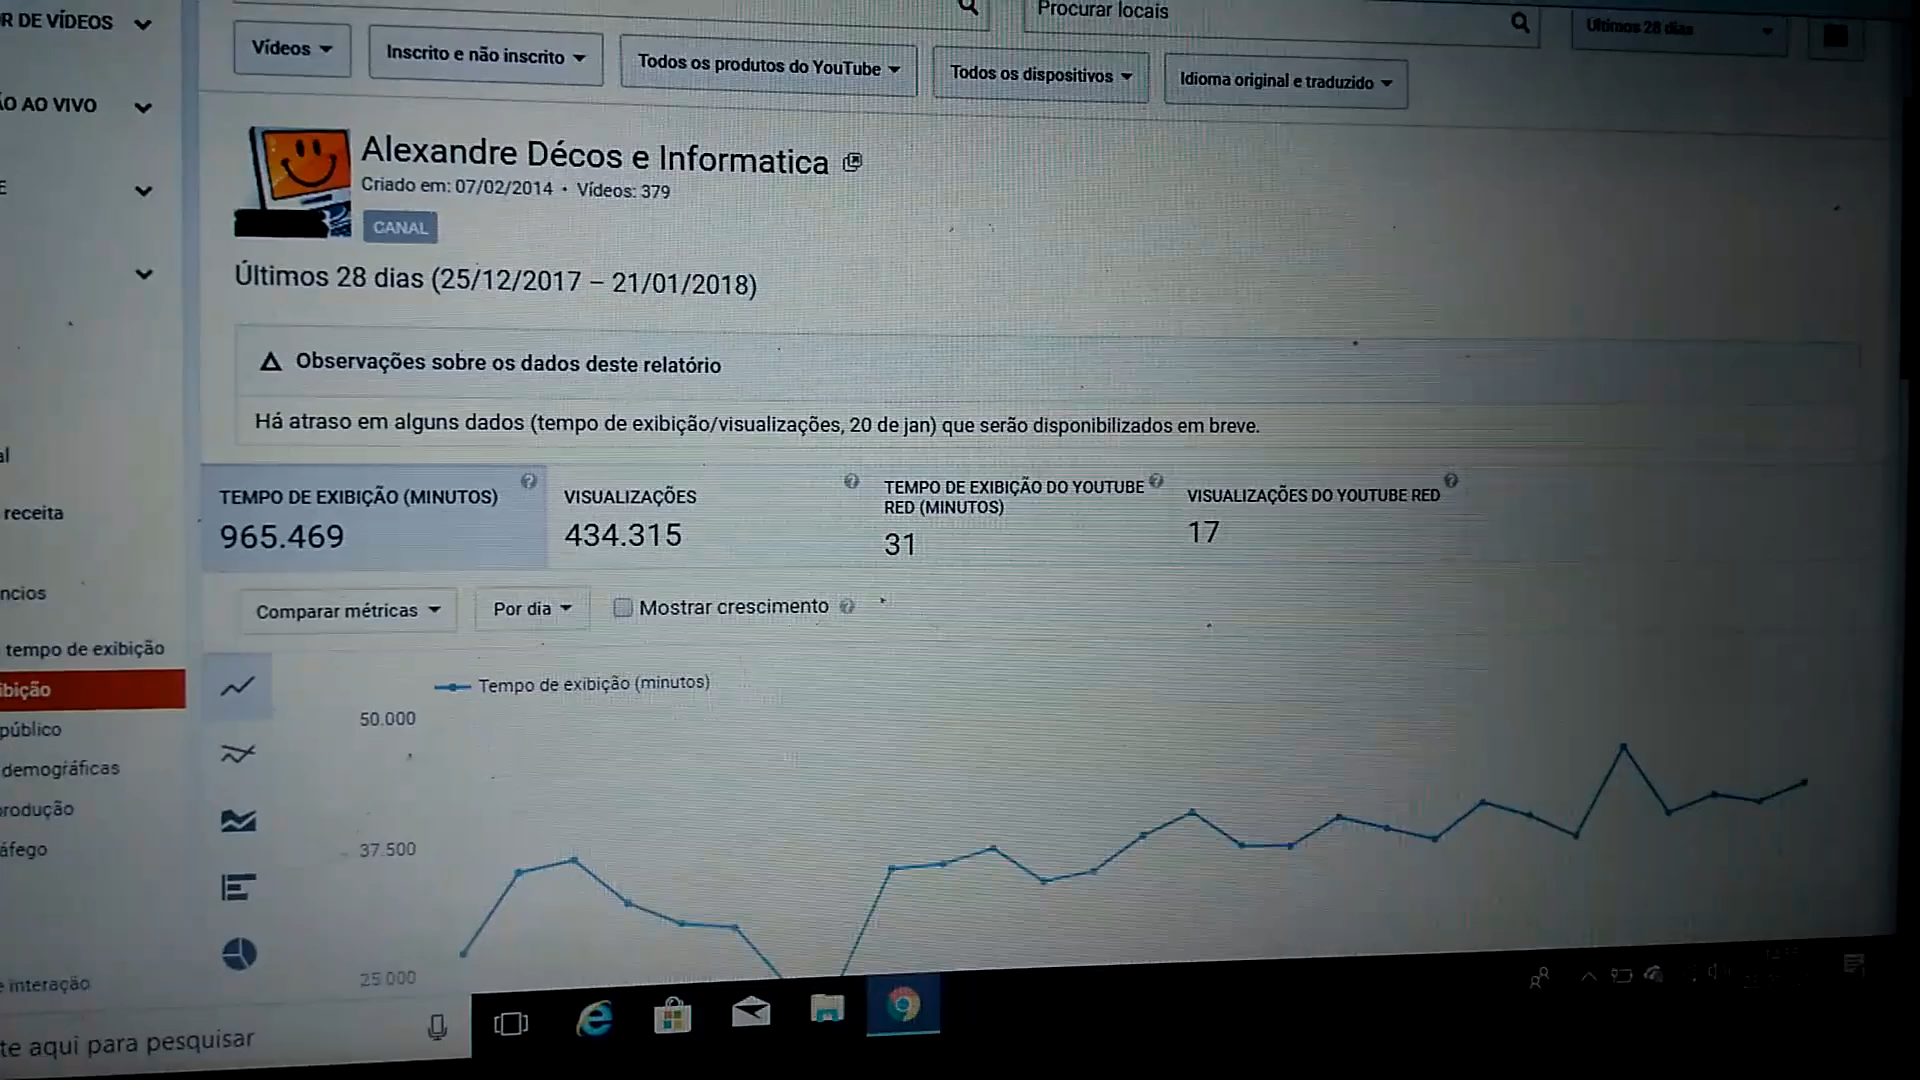 R DE VÍDEOS
Procurar locais
Últimos 28 dias
Vídeos
Inscrito e não inscrito
Todos os produtos do YouTube
Todos os dispositivos
Idioma original e traduzido
ÃO AO VIVO
Alexandre Décos e Informatica
Criado em: 07/02/2014 • Vídeos: 379
E
CANAL
Últimos 28 dias (25/12/2017 – 21/01/2018)
Observações sobre os dados deste relatório
Há atraso em alguns dados (tempo de exibição/visualizações, 20 de jan) que serão disponibilizados em breve.
al
receita
TEMPO DE EXIBIÇÃO (MINUTOS)
965.469
VISUALIZAÇÕES
434.315
TEMPO DE EXIBIÇÃO DO YOUTUBE
RED (MINUTOS)
31
VISUALIZAÇÕES DO YOUTUBE RED
17
ncios
Comparar métricas
Por dia
Mostrar crescimento
tempo de exibição
ibição
público
demográficas
rodução
áfego
e interação
Tempo de exibição (minutos)
50.000
37.500
25.000
te aqui para pesquisar